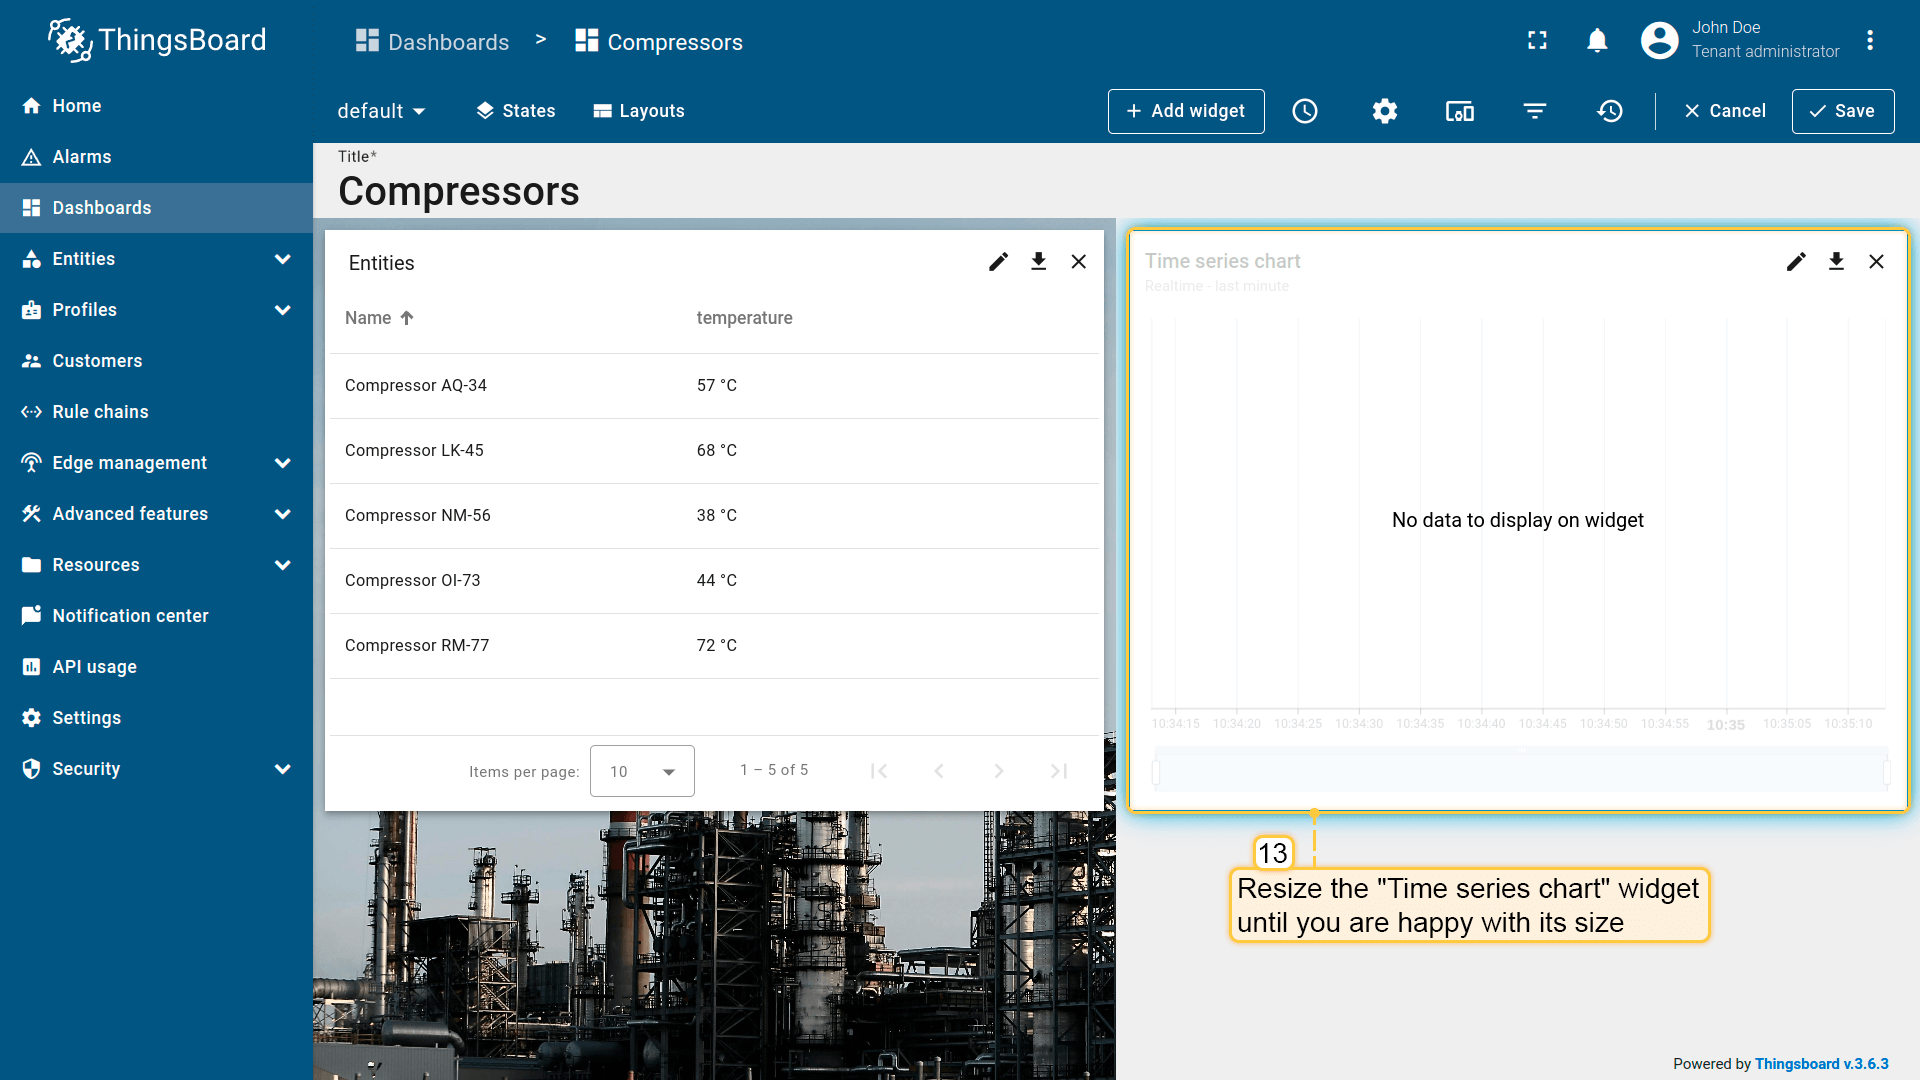 ThingsBoard
Dashboards > Compressors
John Doe
Tenant administrator
Home
Alarms
Dashboards
Entities
Profiles
Customers
Rule chains
Edge management
Advanced features
Resources
Notification center
API usage
Settings
Security
default States Layouts
+ Add widget
Cancel
Save
Title*
Compressors
Entities
Name temperature
Compressor AQ-34 57 °C
Compressor LK-45 68 °C
Compressor NM-56 38 °C
Compressor OI-73 44 °C
Compressor RM-77 72 °C
Items per page: 10 1 – 5 of 5
Time series chart
Realtime - last minute
No data to display on widget
10:34:15 10:34:20 10:34:25 10:34:30 10:34:35 10:34:40 10:34:45 10:34:50 10:34:55 10:35 10:35:05 10:35:10
13
Resize the "Time series chart" widget
until you are happy with its size
Powered by Thingsboard v.3.6.3